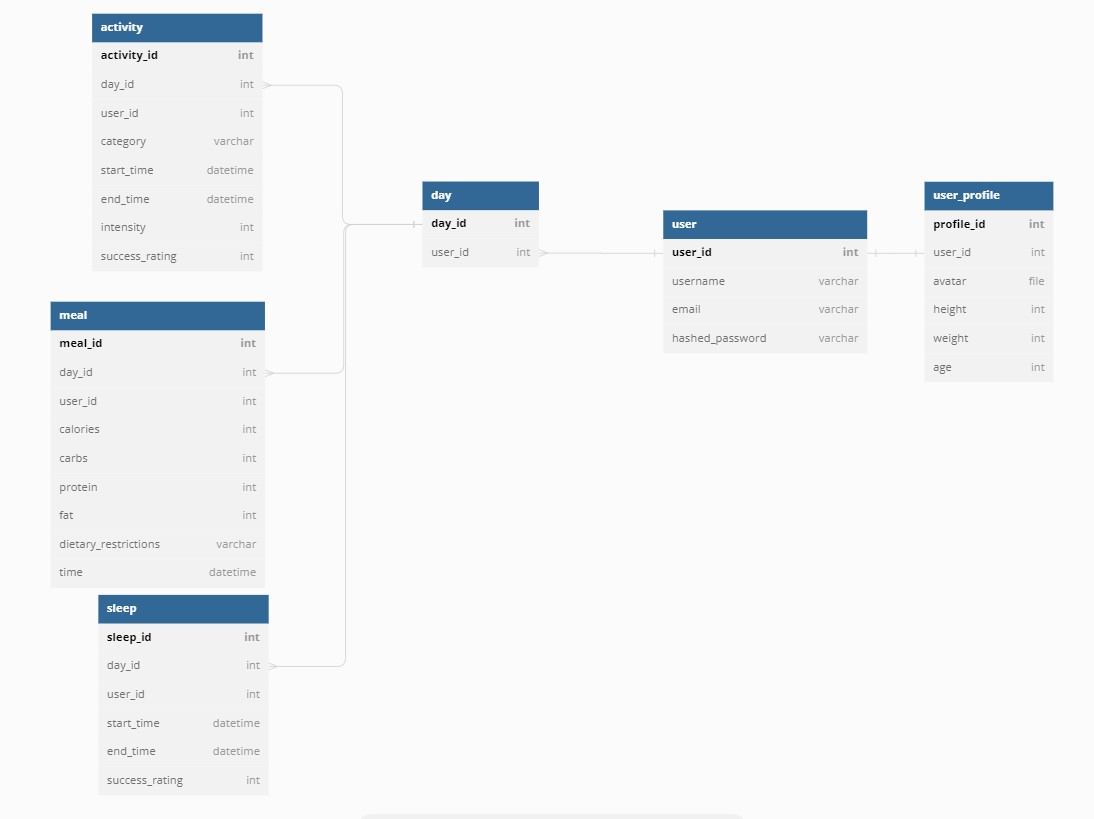 activity
activity_id int
day_id int
user_id int
category varchar
start_time datetime
end_time datetime
intensity int
success_rating int
meal
meal_id int
day_id int
user_id int
calories int
carbs int
protein int
fat int
dietary_restrictions varchar
time datetime
sleep
sleep_id int
day_id int
user_id int
start_time datetime
end_time datetime
success_rating int
day
day_id int
user_id int
user
user_id int
username varchar
email varchar
hashed_password varchar
user_profile
profile_id int
user_id int
avatar file
height int
weight int
age int